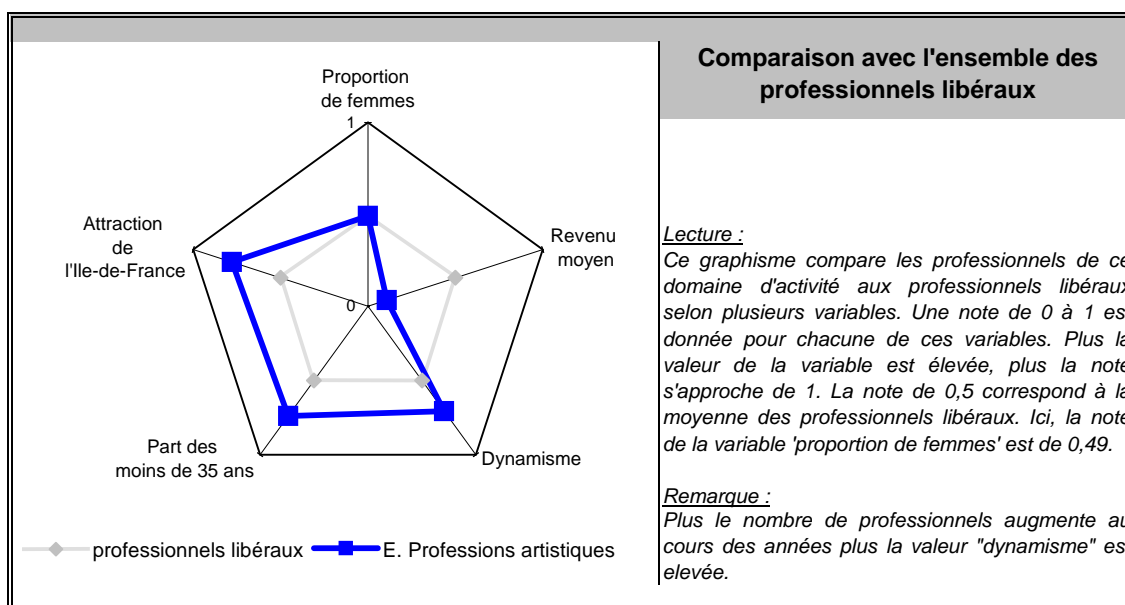 Comparaison avec l'ensemble des
professionnels libéraux
Proportion
de femmes
1
Attraction
de
l'Ile-de-France
Revenu
moyen
0
Part des
moins de 35 ans
Dynamisme
professionnels libéraux
E. Professions artistiques
Lecture :
Ce graphisme compare les professionnels de ce
domaine d'activité aux professionnels libéraux
selon plusieurs variables. Une note de 0 à 1 es
donnée pour chacune de ces variables. Plus la
valeur de la variable est élevée, plus la note
s'approche de 1. La note de 0,5 correspond à la
moyenne des professionnels libéraux. Ici, la note
de la variable 'proportion de femmes' est de 0,49.
Remarque :
Plus le nombre de professionnels augmente au
cours des années plus la valeur "dynamisme" es
elevée.